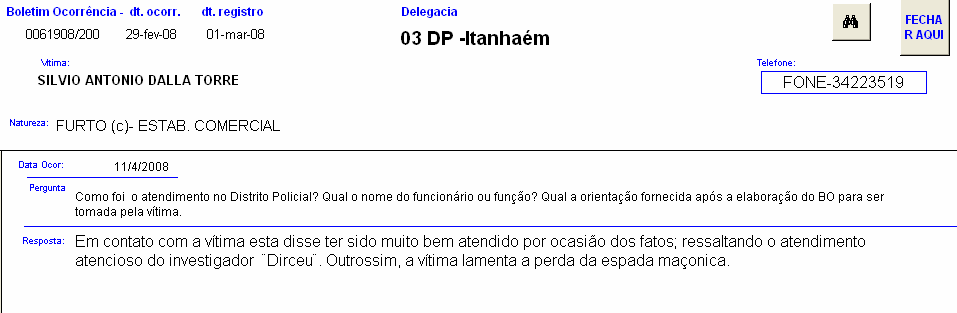 Boletim Ocorrência - dt. ocorr. dt. registro Delegacia
0061908/200 29-fev-08 01-mar-08 03 DP -Itanhaém
FECHA
R AQUI
Vitima: Telefone:
SILVIO ANTONIO DALLA TORRE FONE-34223519
Natureza: FURTO (c)- ESTAB. COMERCIAL
Data Ocor: 11/4/2008
Pergunta
Como foi o atendimento no Distrito Policial? Qual o nome do funcionário ou função? Qual a orientação fornecida após a elaboração do BO para ser
tomada pela vítima.
Resposta: Em contato com a vítima esta disse ter sido muito bem atendido por ocasião dos fatos; ressaltando o atendimento
atencioso do investigador ¨Dirceu¨. Outrossim, a vítima lamenta a perda da espada maçonica.